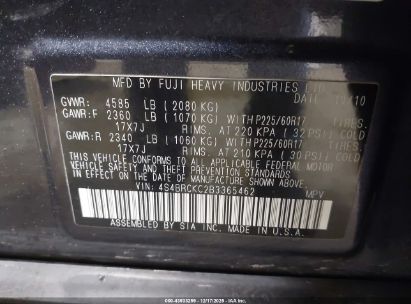 MFD. BY FUJI HEAVY INDUSTRIES LTD.
DATE: 10/10
GVWR: 4585 LB (2080 KG)
GAWR:F 2360 LB (1070 KG) WITH P225/60R17 TIRES.
17X7J RIMS. AT 220 KPA (32 PSI) COLD
GAWR:R 2340 LB (1060 KG) WITH P225/60R17 TIRES.
17X7J RIMS. AT 210 KPA (30 PSI) COLD
THIS VEHICLE CONFORMS TO ALL APPLICABLE FEDERAL MOTOR
VEHICLE SAFETY, BUMPER, AND THEFT PREVENTION STANDARDS
IN EFFECT ON THE DATE OF MANUFACTURE SHOWN ABOVE.
VIN: 4S4BRCKC2B3365462 MPV
ASSEMBLED BY SIA INC. MADE IN U.S.A.